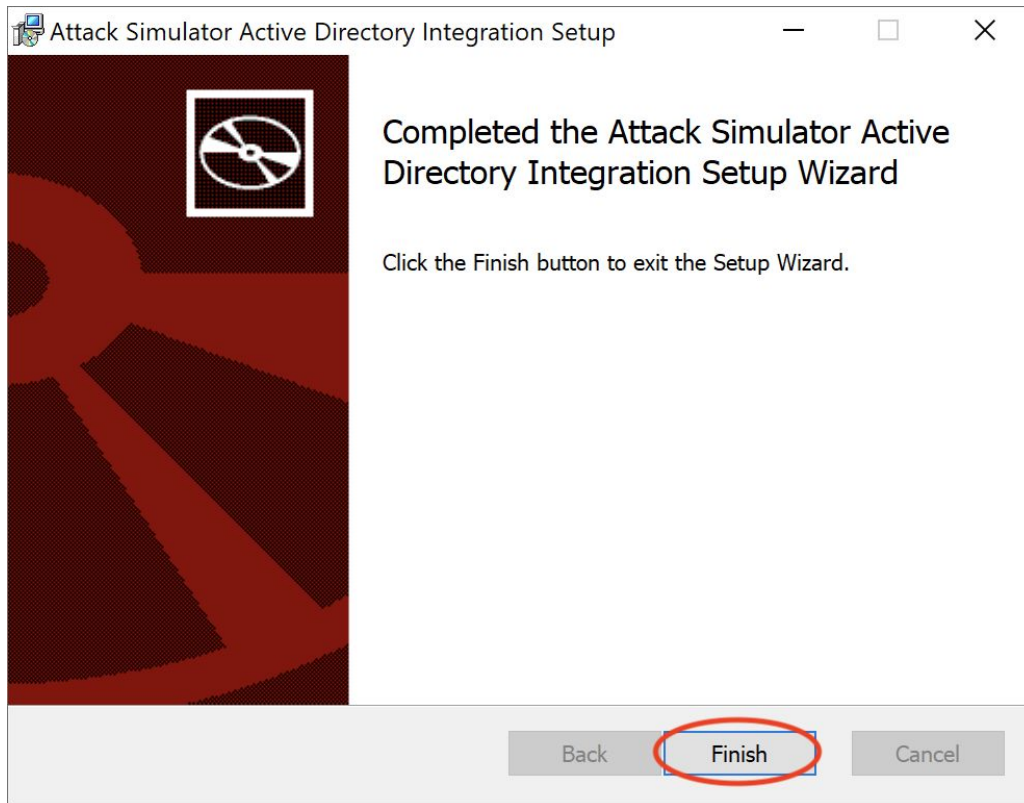 Attack Simulator Active Directory Integration Setup
Completed the Attack Simulator Active
Directory Integration Setup Wizard
Click the Finish button to exit the Setup Wizard.
Back
Finish
Cancel